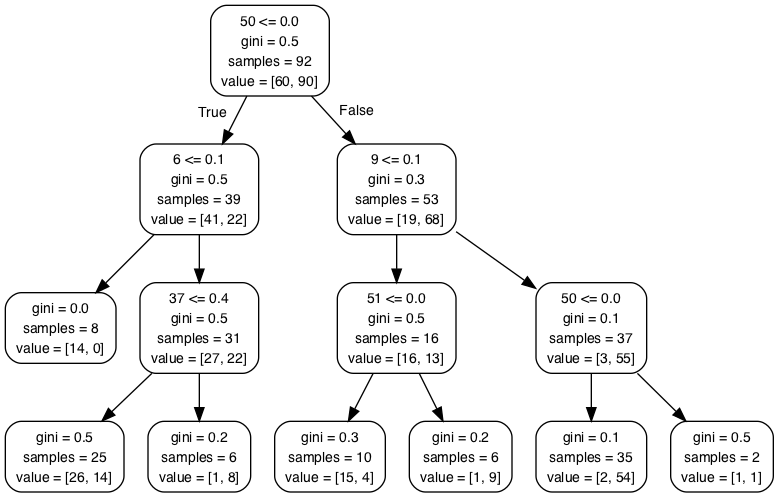 50 <= 0.0
gini = 0.5
samples = 92
value = [60, 90]
True
False
6 <= 0.1
gini = 0.5
samples = 39
value = [41, 22]
9 <= 0.1
gini = 0.3
samples = 53
value = [19, 68]
gini = 0.0
samples = 8
value = [14, 0]
37 <= 0.4
gini = 0.5
samples = 31
value = [27, 22]
51 <= 0.0
gini = 0.5
samples = 16
value = [16, 13]
50 <= 0.0
gini = 0.1
samples = 37
value = [3, 55]
gini = 0.5
samples = 25
value = [26, 14]
gini = 0.2
samples = 6
value = [1, 8]
gini = 0.3
samples = 10
value = [15, 4]
gini = 0.2
samples = 6
value = [1, 9]
gini = 0.1
samples = 35
value = [2, 54]
gini = 0.5
samples = 2
value = [1, 1]